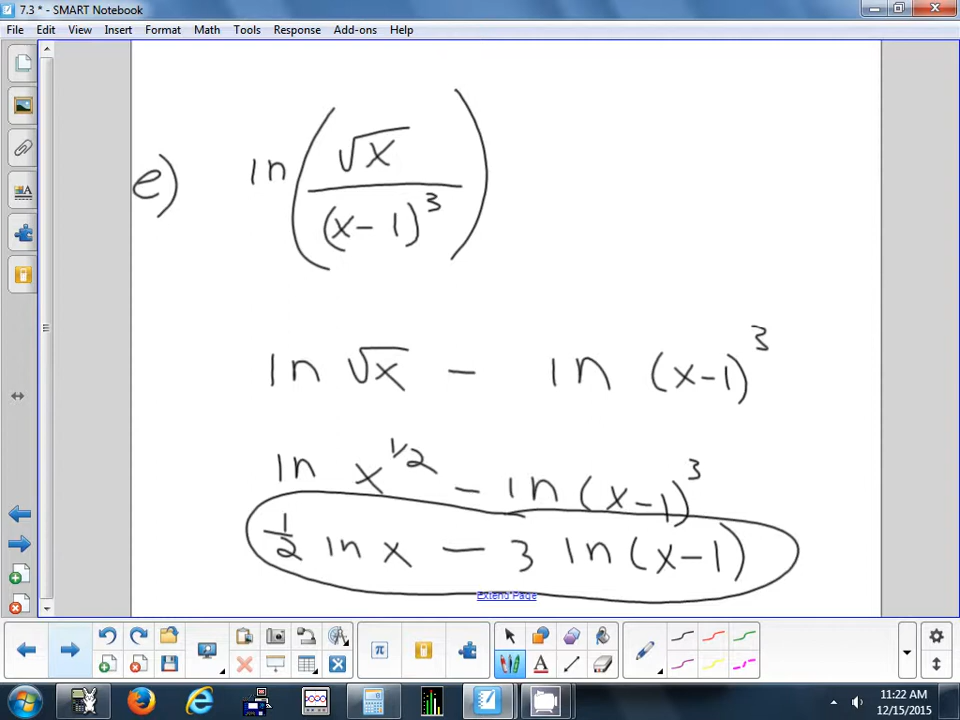 7.3 * - SMART Notebook
File Edit View Insert Format Math Tools Response Add-ons Help
e) ln(√x/(x-1)^3)
ln √x - ln (x-1)^3
ln x^1/2 - ln (x-1)^3
1/2 ln x - 3 ln (x-1)
Extend Page
11:22 AM
12/15/2015